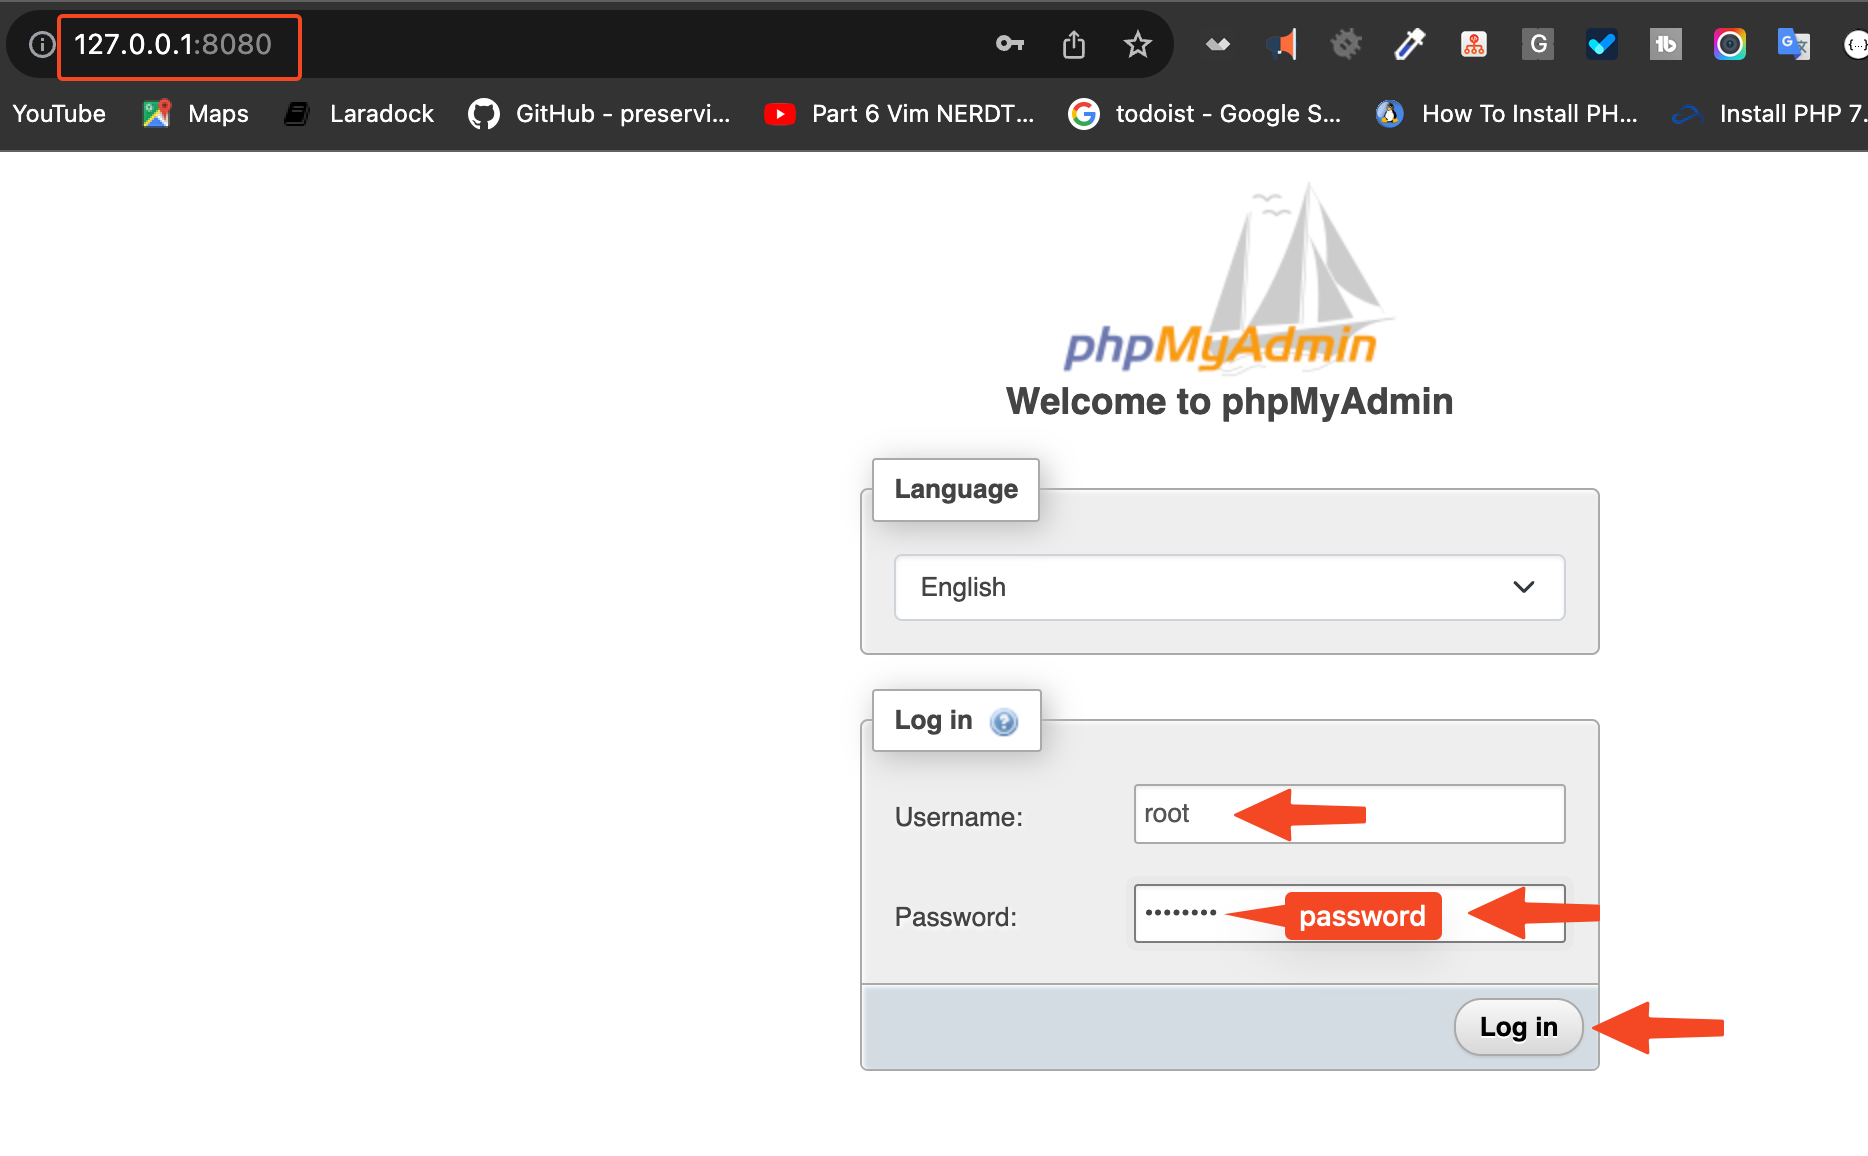 127.0.0.1:8080
YouTube Maps Laradock GitHub - preservi... Part 6 Vim NERDT... todoist - Google S... How To Install PH... Install PHP 7.
phpMyAdmin
Welcome to phpMyAdmin
Language
English
Log in
Username: root
Password: •••••••• password
Log in